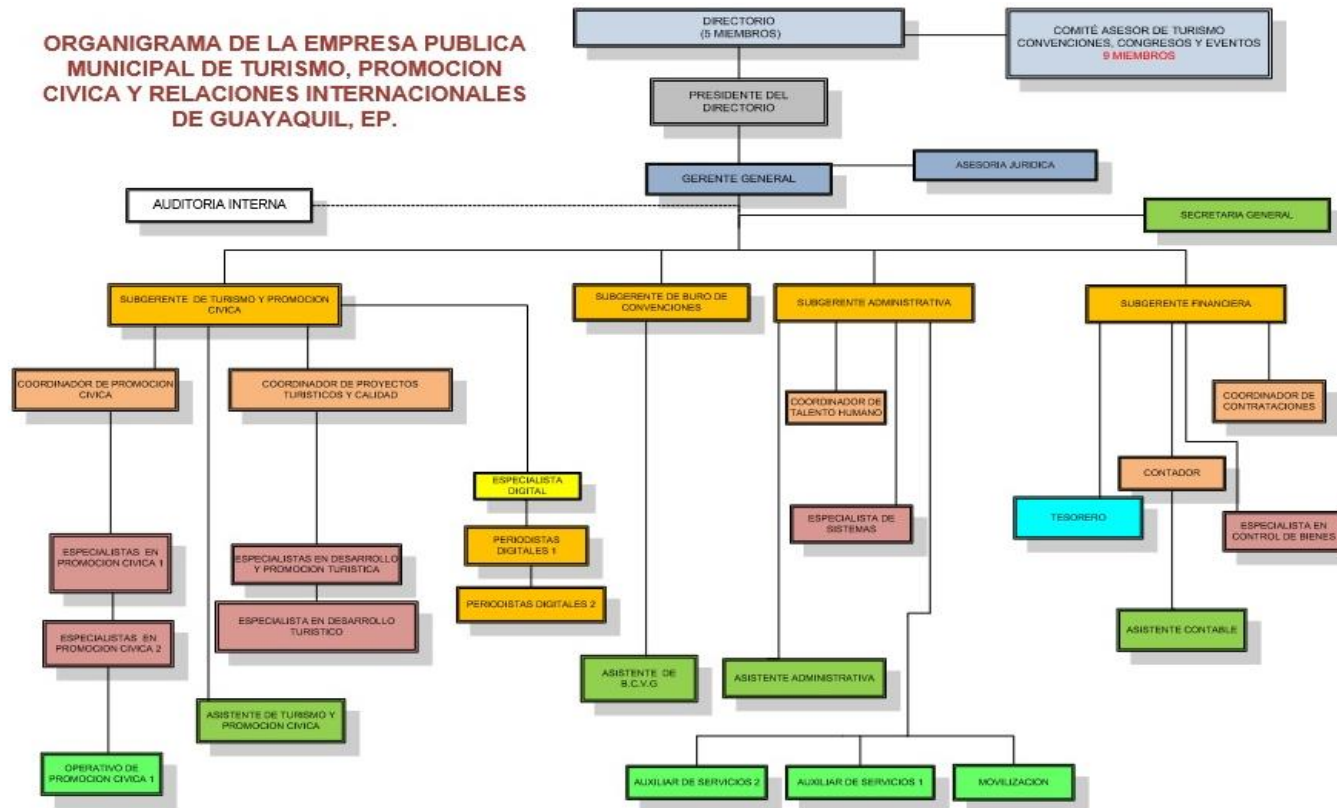 ORGANIGRAMA DE LA EMPRESA PUBLICA
MUNICIPAL DE TURISMO, PROMOCION
CIVICA Y RELACIONES INTERNACIONALES
DE GUAYAQUIL, EP.
DIRECTORIO
(5 MIEMBROS)
COMITÉ ASESOR DE TURISMO
CONVENCIONES, CONGRESOS Y EVENTOS
9 MIEMBROS
PRESIDENTE DEL
DIRECTORIO
GERENTE GENERAL
ASESORIA JURIDICA
AUDITORIA INTERNA
SECRETARIA GENERAL
SUBGERENTE DE TURISMO Y PROMOCION
CIVICA
SUBGERENTE DE BURO DE
CONVENCIONES
SUBGERENTE ADMINISTRATIVA
SUBGERENTE FINANCIERA
COORDINADOR DE PROMOCION
CIVICA
COORDINADOR DE PROYECTOS
TURISTICOS Y CALIDAD
COORDINADOR DE
TALENTO HUMANO
COORDINADOR DE
CONTRATACIONES
ESPECIALISTA
DIGITAL
CONTADOR
TESORERO
ESPECIALISTA DE
SISTEMAS
ESPECIALISTA EN
CONTROL DE BIENES
PERIODISTAS
DIGITALES 1
ESPECIALISTAS EN
PROMOCION CIVICA 1
ESPECIALISTAS EN DESARROLLO
Y PROMOCION TURISTICA
PERIODISTAS DIGITALES 2
ESPECIALISTA EN DESARROLLO
TURISTICO
ESPECIALISTAS EN
PROMOCION CIVICA 2
ASISTENTE CONTABLE
ASISTENTE DE
B.C.V.G.
ASISTENTE ADMINISTRATIVA
ASISTENTE DE TURISMO Y
PROMOCION CIVICA
OPERATIVO DE
PROMOCION CIVICA 1
AUXILIAR DE SERVICIOS 2
AUXILIAR DE SERVICIOS 1
MOVILIZACION